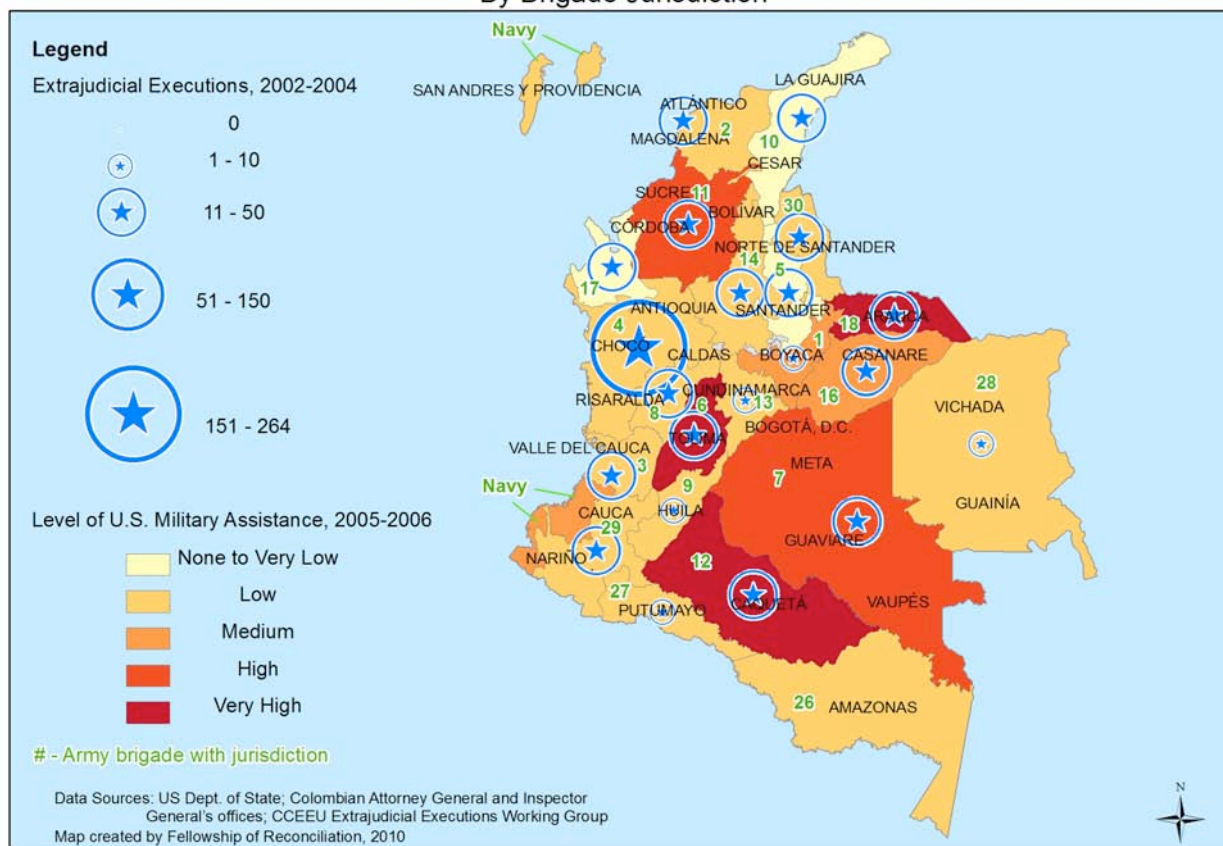 By Brigade Jurisdiction
Legend
Extrajudicial Executions, 2002-2004
0
1 - 10
11 - 50
51 - 150
151 - 264
Level of U.S. Military Assistance, 2005-2006
None to Very Low
Low
Medium
High
Very High
# - Army brigade with jurisdiction
Data Sources: US Dept. of State; Colombian Attorney General and Inspector
General's offices; CCEEU Extrajudicial Executions Working Group
Map created by Fellowship of Reconciliation, 2010
Navy
SAN ANDRES Y PROVIDENCIA
LA GUAJIRA
ATLÁNTICO
2
MAGDALENA
10
CESAR
SUCRE
11
BOLÍVAR
30
CÓRDOBA
NORTE DE SANTANDER
14
5
17
ANTIOQUIA
SANTANDER
ARAUCA
18
4
1
CHOCÓ
CALDAS
BOYACA
CASANARE
28
CUNDINAMARCA
RISARALDA
6
13
16
VICHADA
8
BOGOTÁ, D.C.
TOLIMA
VALLE DEL CAUCA
3
META
7
Navy
9
GUAINÍA
CAUCA
HUILA
29
GUAVIARE
NARIÑO
12
27
CAQUETÁ
VAUPÉS
PUTUMAYO
26
AMAZONAS
N